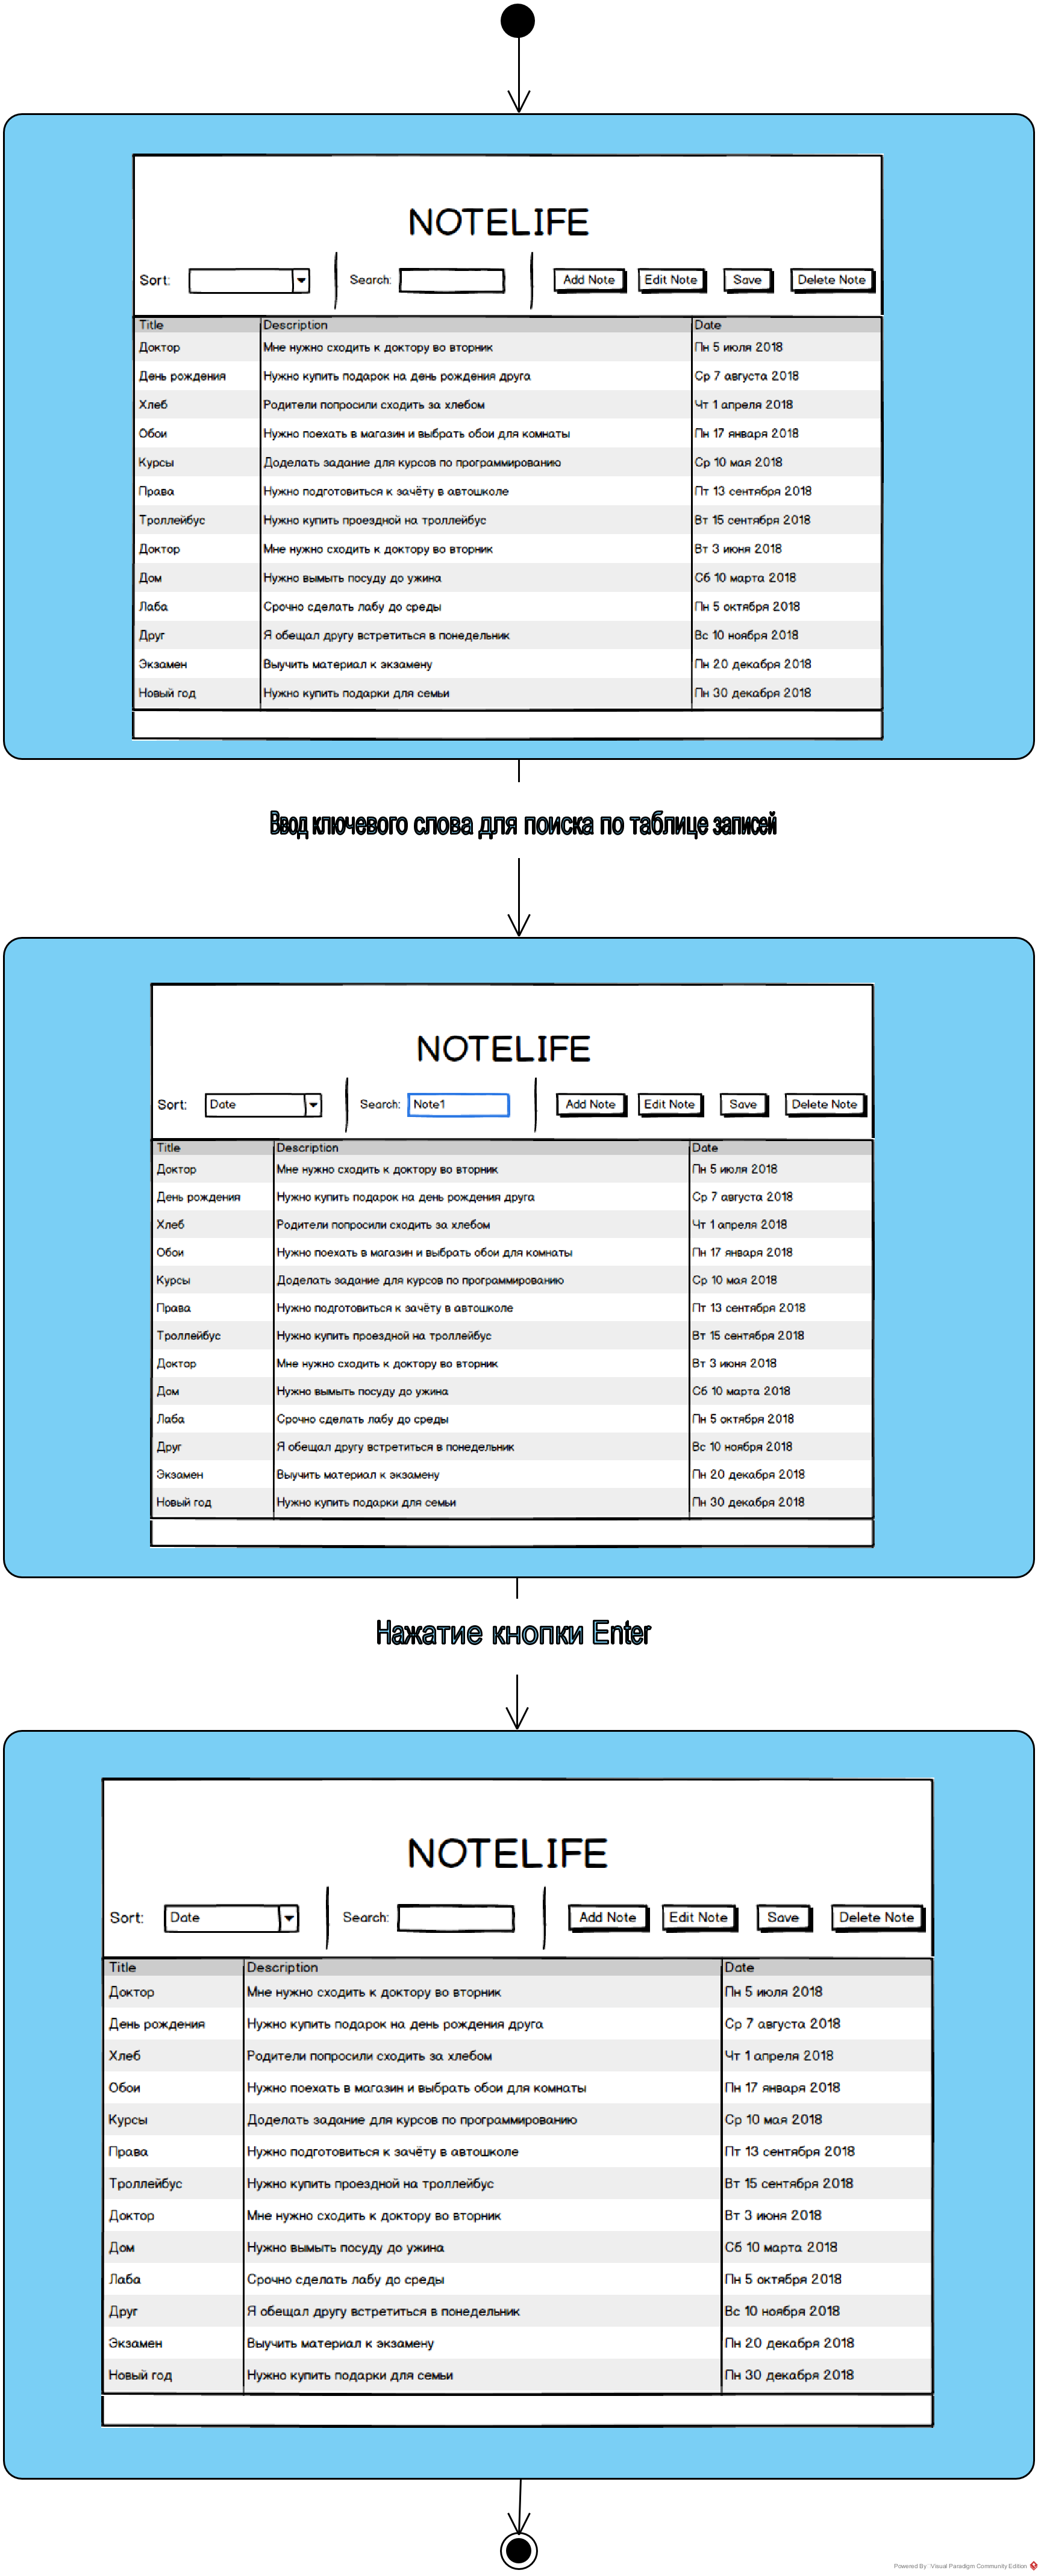 NOTELIFE
Sort: Search: Add Note Edit Note Save Delete Note
Title Description Date
Доктор Мне нужно сходить к доктору во вторник Пн 5 июля 2018
День рождения Нужно купить подарок на день рождения друга Ср 7 августа 2018
Хлеб Родители попросили сходить за хлебом Чт 1 апреля 2018
Обои Нужно поехать в магазин и выбрать обои для комнаты Пн 17 января 2018
Курсы Доделать задание для курсов по программированию Ср 10 мая 2018
Права Нужно подготовиться к зачёту в автошколе Пт 13 сентября 2018
Троллейбус Нужно купить проездной на троллейбус Вт 15 сентября 2018
Доктор Мне нужно сходить к доктору во вторник Вт 3 июня 2018
Дом Нужно вымыть посуду до ужина Сб 10 марта 2018
Лаба Срочно сделать лабу до среды Пн 5 октября 2018
Друг Я обещал другу встретиться в понедельник Вс 10 ноября 2018
Экзамен Выучить материал к экзамену Пн 20 декабря 2018
Новый год Нужно купить подарки для семьи Пн 30 декабря 2018
Ввод ключевого слова для поиска по таблице записей
NOTELIFE
Sort: Date Search: Note1 Add Note Edit Note Save Delete Note
Title Description Date
Доктор Мне нужно сходить к доктору во вторник Пн 5 июля 2018
День рождения Нужно купить подарок на день рождения друга Ср 7 августа 2018
Хлеб Родители попросили сходить за хлебом Чт 1 апреля 2018
Обои Нужно поехать в магазин и выбрать обои для комнаты Пн 17 января 2018
Курсы Доделать задание для курсов по программированию Ср 10 мая 2018
Права Нужно подготовиться к зачёту в автошколе Пт 13 сентября 2018
Троллейбус Нужно купить проездной на троллейбус Вт 15 сентября 2018
Доктор Мне нужно сходить к доктору во вторник Вт 3 июня 2018
Дом Нужно вымыть посуду до ужина Сб 10 марта 2018
Лаба Срочно сделать лабу до среды Пн 5 октября 2018
Друг Я обещал другу встретиться в понедельник Вс 10 ноября 2018
Экзамен Выучить материал к экзамену Пн 20 декабря 2018
Новый год Нужно купить подарки для семьи Пн 30 декабря 2018
Нажатие кнопки Enter
NOTELIFE
Sort: Date Search: Add Note Edit Note Save Delete Note
Title Description Date
Доктор Мне нужно сходить к доктору во вторник Пн 5 июля 2018
День рождения Нужно купить подарок на день рождения друга Ср 7 августа 2018
Хлеб Родители попросили сходить за хлебом Чт 1 апреля 2018
Обои Нужно поехать в магазин и выбрать обои для комнаты Пн 17 января 2018
Курсы Доделать задание для курсов по программированию Ср 10 мая 2018
Права Нужно подготовиться к зачёту в автошколе Пт 13 сентября 2018
Троллейбус Нужно купить проездной на троллейбус Вт 15 сентября 2018
Доктор Мне нужно сходить к доктору во вторник Вт 3 июня 2018
Дом Нужно вымыть посуду до ужина Сб 10 марта 2018
Лаба Срочно сделать лабу до среды Пн 5 октября 2018
Друг Я обещал другу встретиться в понедельник Вс 10 ноября 2018
Экзамен Выучить материал к экзамену Пн 20 декабря 2018
Новый год Нужно купить подарки для семьи Пн 30 декабря 2018
Powered By Visual Paradigm Community Edition